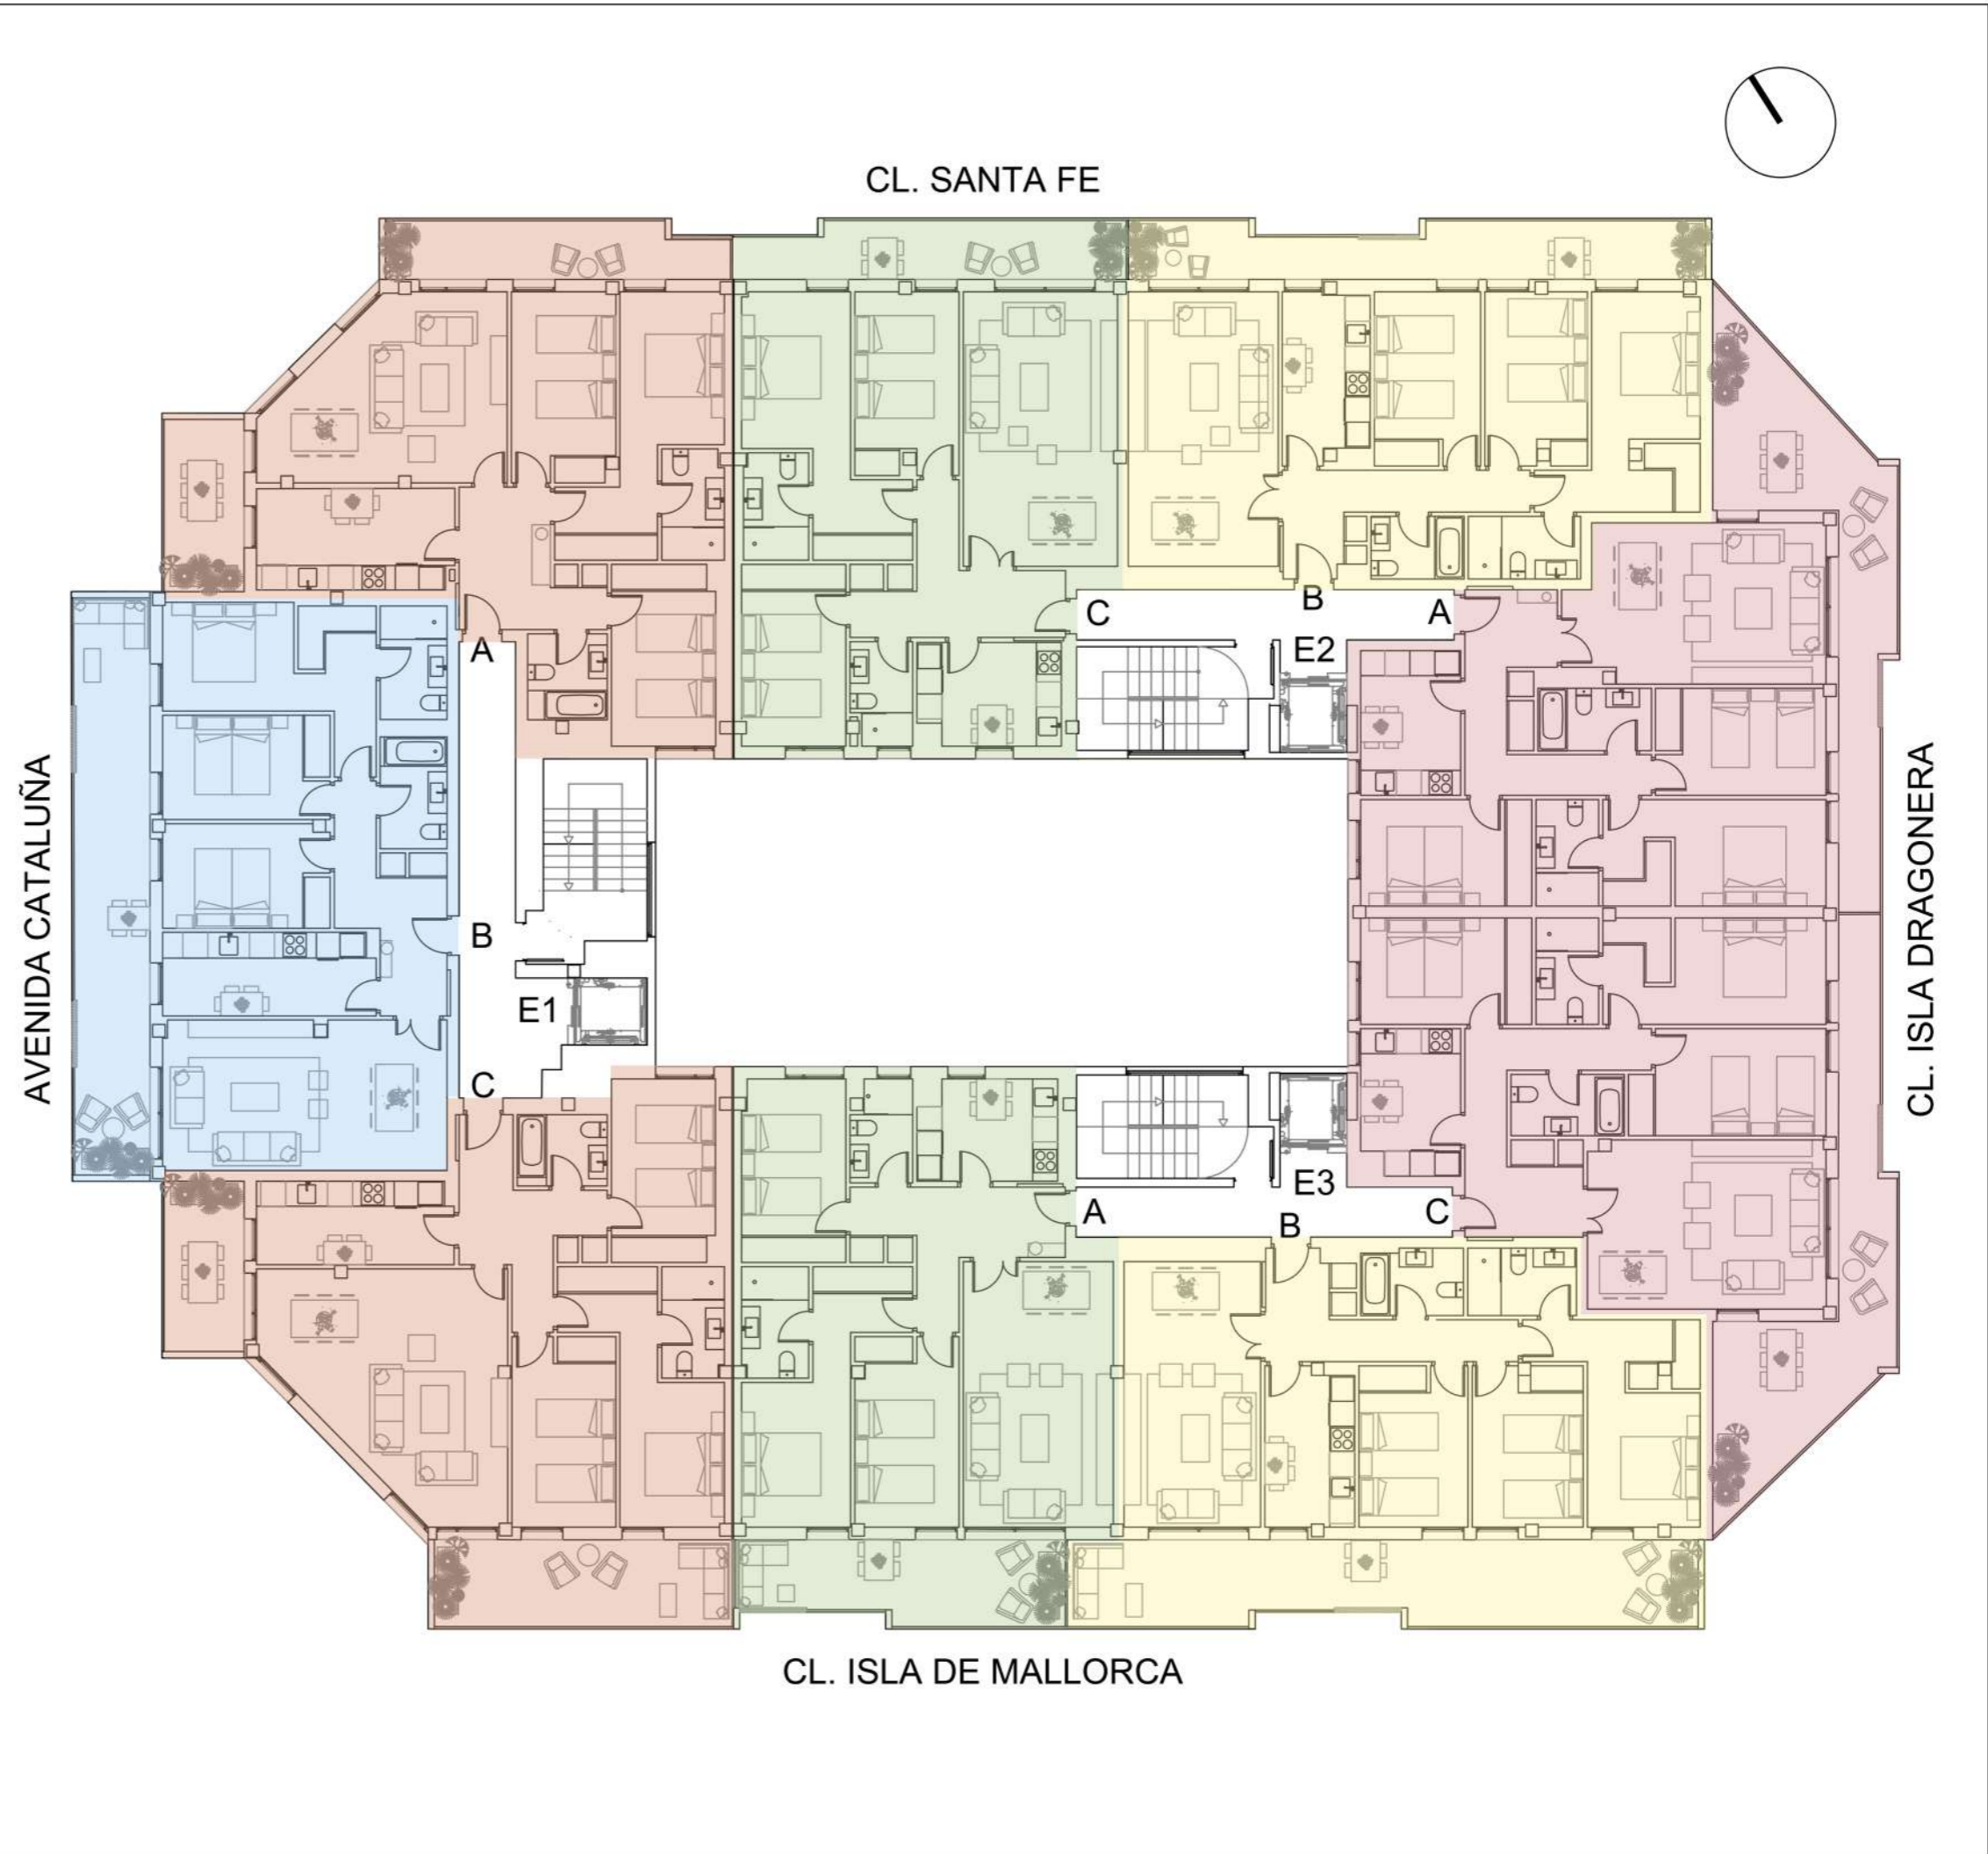 CL. SANTA FE
C
B
A
E2
A
AVENIDA CATALUÑA
B
E1
C
CL. ISLA DRAGONERA
E3
A
B
C
CL. ISLA DE MALLORCA